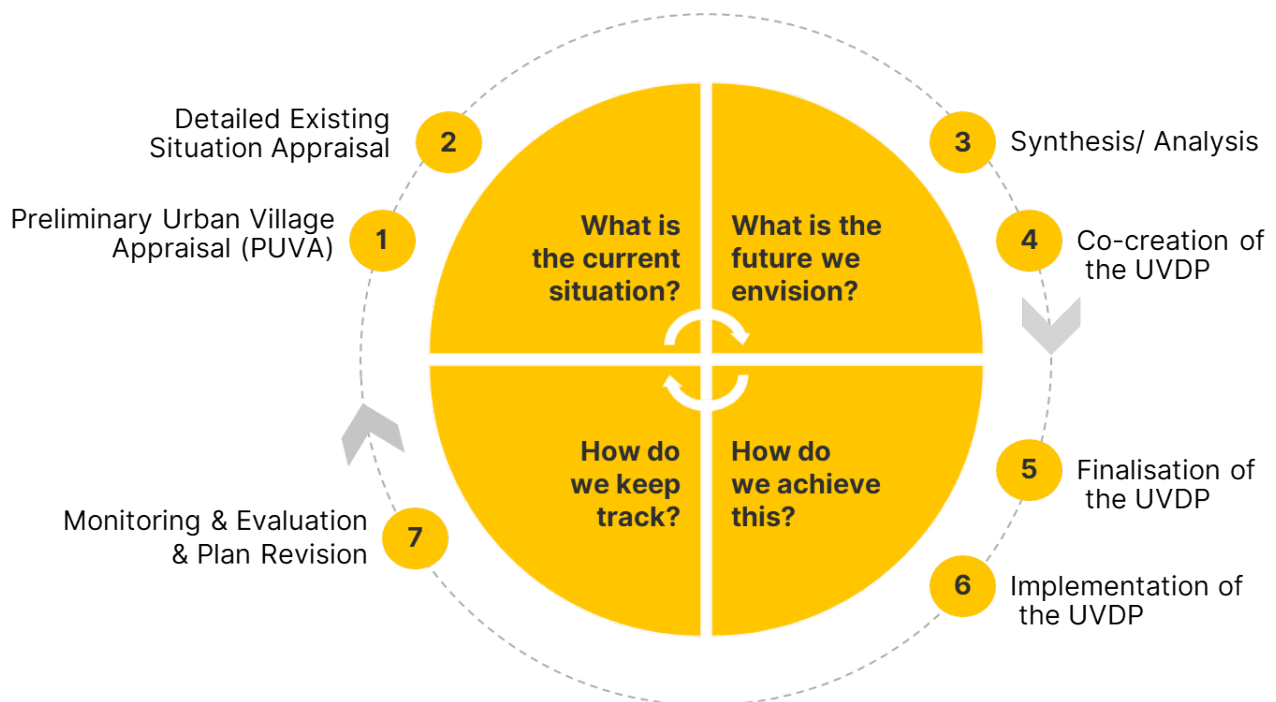 1
Preliminary Urban Village
Appraisal (PUVA)
2
Detailed Existing
Situation Appraisal
What is
the current
situation?
3
Synthesis/ Analysis
4
Co-creation of
the UVDP
What is the
future we
envision?
5
Finalisation of
the UVDP
6
Implementation of
the UVDP
How do
we achieve
this?
7
Monitoring & Evaluation
& Plan Revision
How do
we keep
track?